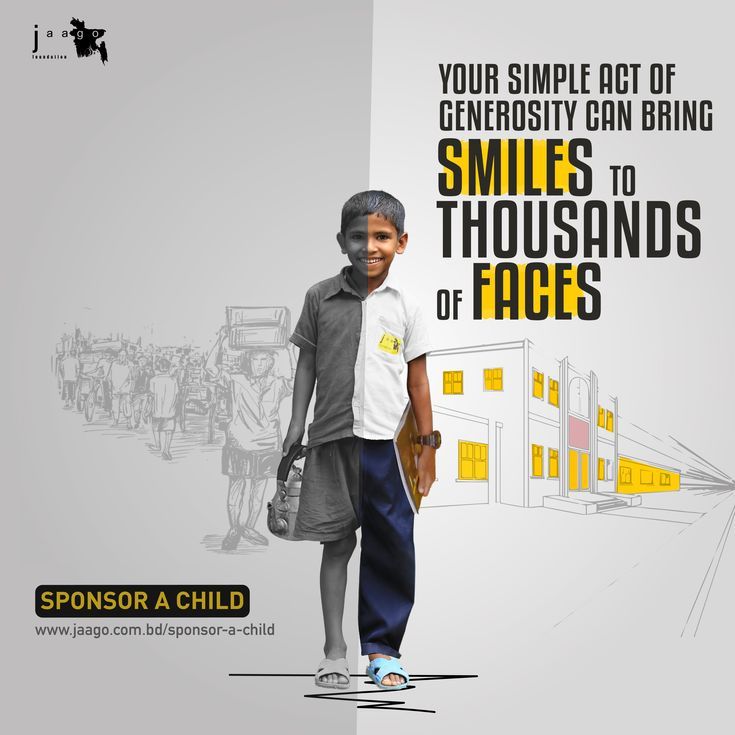 jaago
foundation
YOUR SIMPLE ACT OF
GENEROSITY CAN BRING
SMILES TO
THOUSANDS
OF FACES
jaago
SPONSOR A CHILD
www.jaago.com.bd/sponsor-a-child